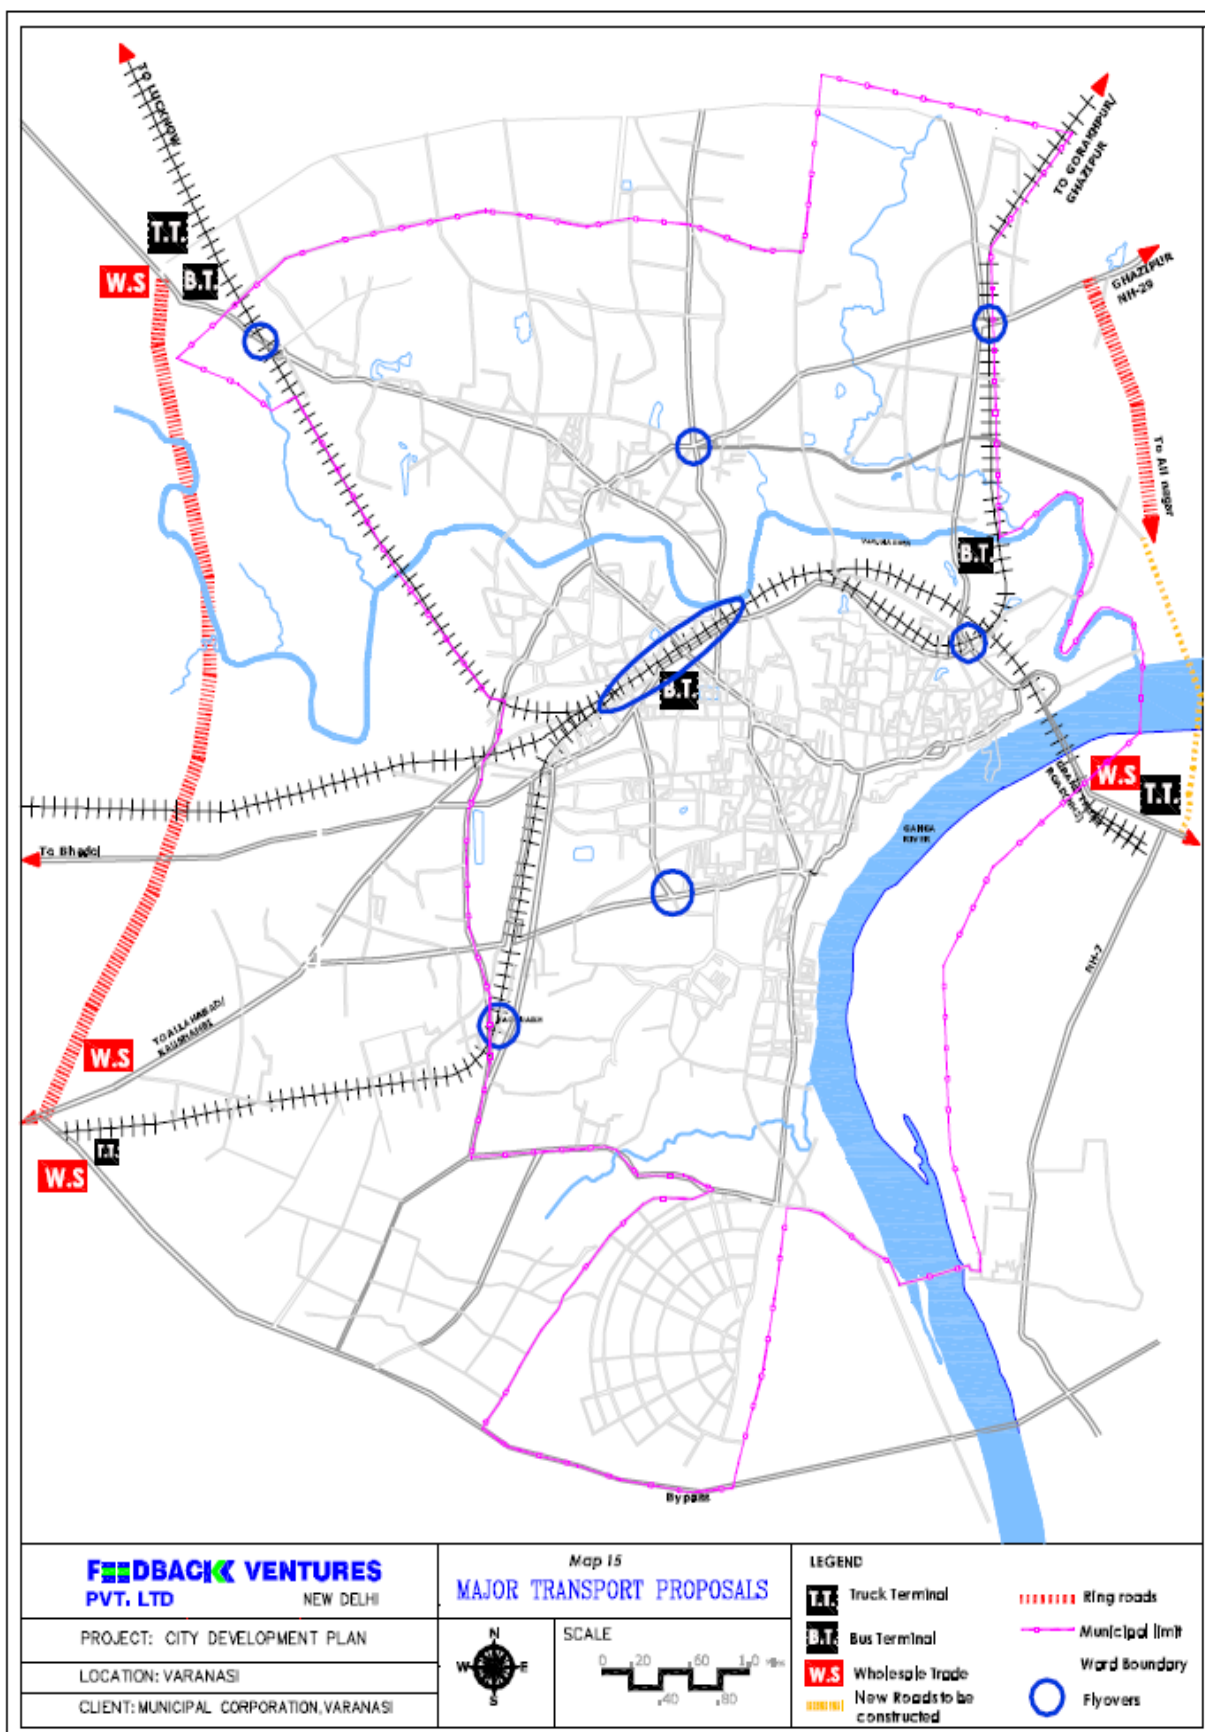 TO LUCKNOW
TO GORAKHPUR/
GHAZIPUR
T.T.
W.S
B.T.
GHAZIPUR
NH-29
To Ali nagar
B.T.
B.T.
W.S
T.T.
GANGA
RIVER
To Bhadoi
NH-7
TO ALLAHABAD/
KAUSHAMBI
W.S
T.T.
W.S
Bypass
FEEDBACK VENTURES
PVT. LTD
NEW DELHI
PROJECT: CITY DEVELOPMENT PLAN
LOCATION: VARANASI
CLIENT: MUNICIPAL CORPORATION, VARANASI
Map 15
MAJOR TRANSPORT PROPOSALS
N
W
E
S
SCALE
0 20 60 1.0
40 80
LEGEND
T.T. Truck Terminal
B.T. Bus Terminal
W.S Wholesale Trade
New Roads to be
constructed
Ring roads
Municipal limit
Ward Boundary
Flyovers